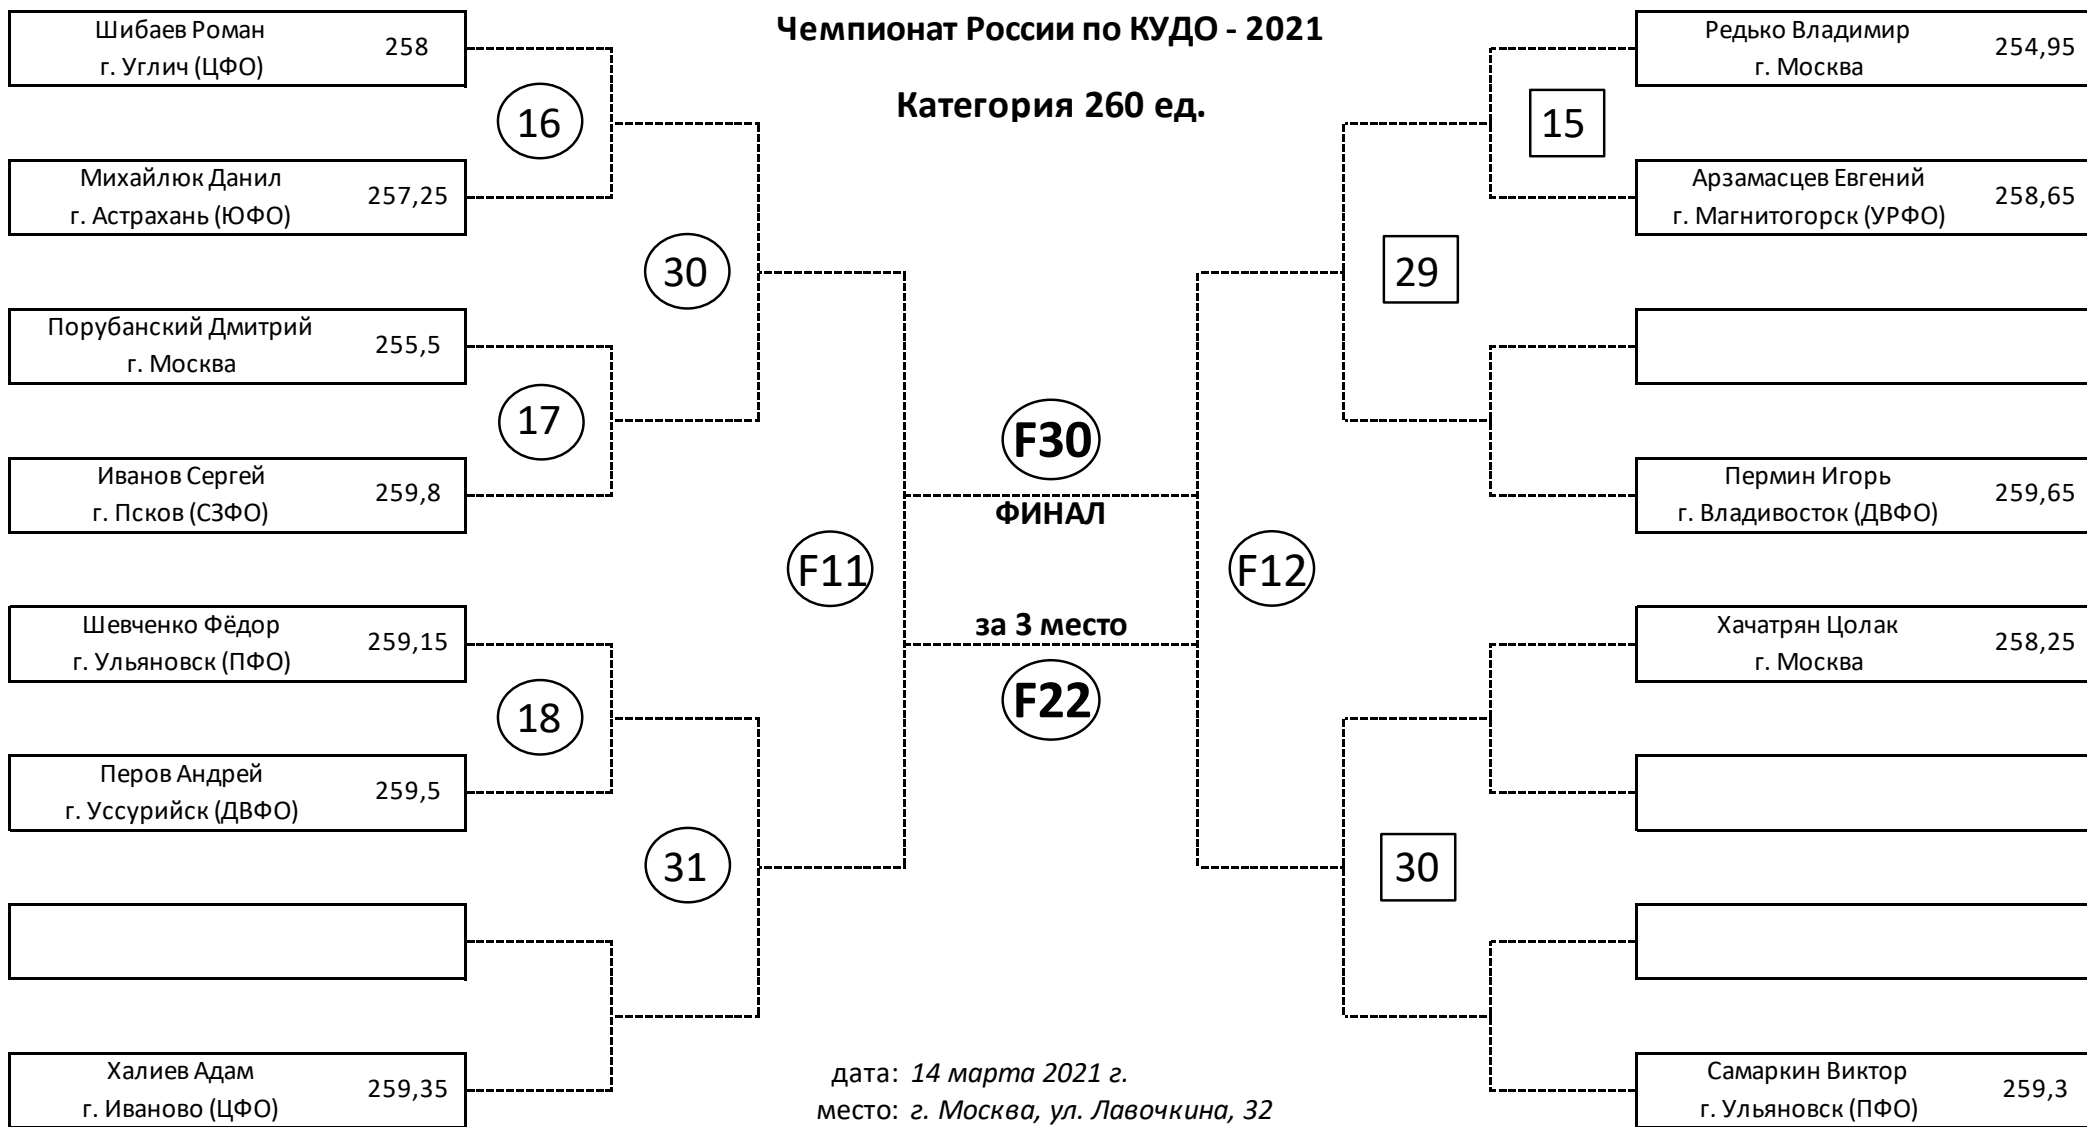 Чемпионат России по КУДО - 2021
Категория 260 ед.
Шибаев Роман
г. Углич (ЦФО)
258
16
Михайлюк Данил
г. Астрахань (ЮФО)
257,25
30
Порубанский Дмитрий
г. Москва
255,5
17
Иванов Сергей
г. Псков (СЗФО)
259,8
F11
Шевченко Фёдор
г. Ульяновск (ПФО)
259,15
18
Перов Андрей
г. Уссурийск (ДВФО)
259,5
31
Халиев Адам
г. Иваново (ЦФО)
259,35
F30
ФИНАЛ
за 3 место
F22
Редько Владимир
г. Москва
254,95
15
Арзамасцев Евгений
г. Магнитогорск (УРФО)
258,65
29
Пермин Игорь
г. Владивосток (ДВФО)
259,65
F12
Хачатрян Цолак
г. Москва
258,25
30
Самаркин Виктор
г. Ульяновск (ПФО)
259,3
дата: 14 марта 2021 г.
место: г. Москва, ул. Лавочкина, 32